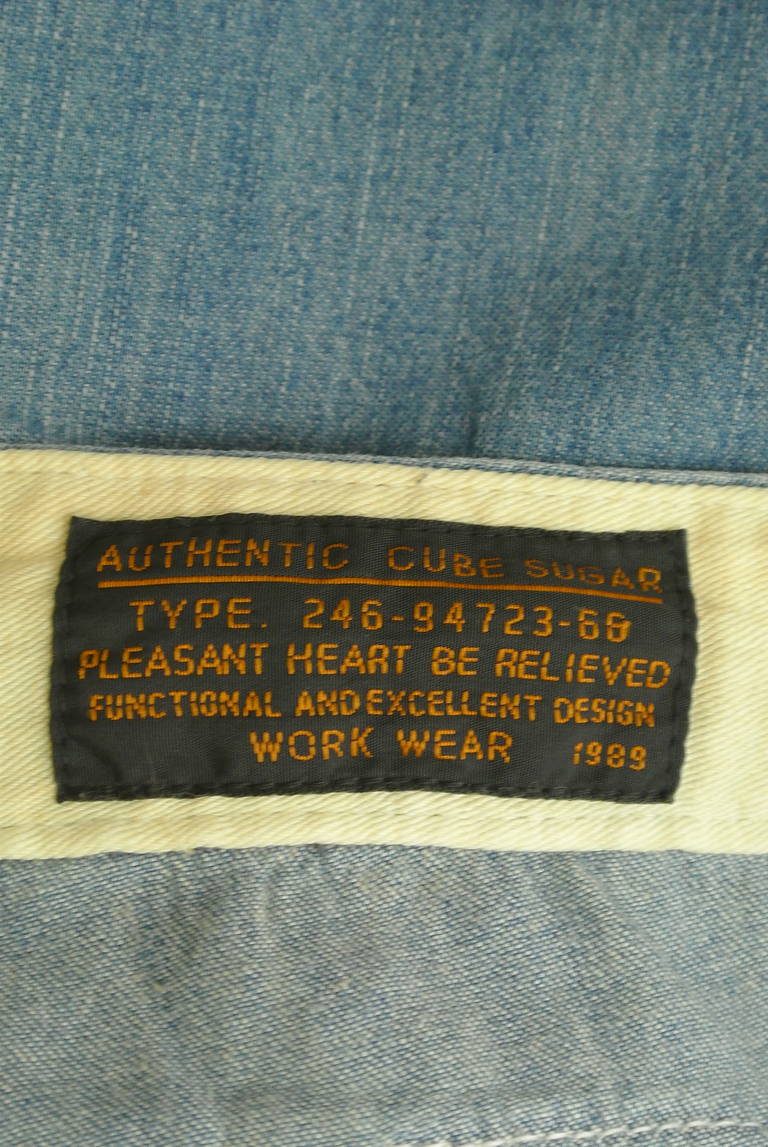 AUTHENTIC CUBE SUGAR
TYPE. 246-94723-60
PLEASANT HEART BE RELIEVED
FUNCTIONAL AND EXCELLENT DESIGN
WORK WEAR 1989